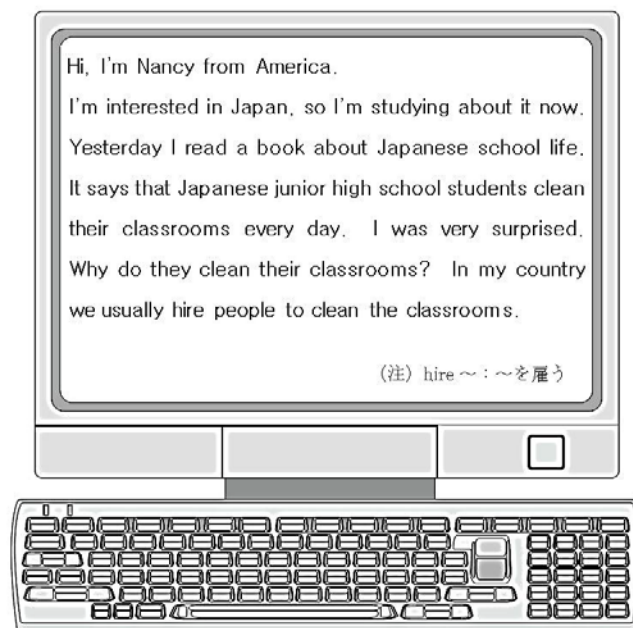 Hi, I'm Nancy from America.
I'm interested in Japan, so I'm studying about it now.
Yesterday I read a book about Japanese school life.
It says that Japanese junior high school students clean
their classrooms every day. I was very surprised.
Why do they clean their classrooms? In my country
we usually hire people to clean the classrooms.
(注) hire ~：~を雇う